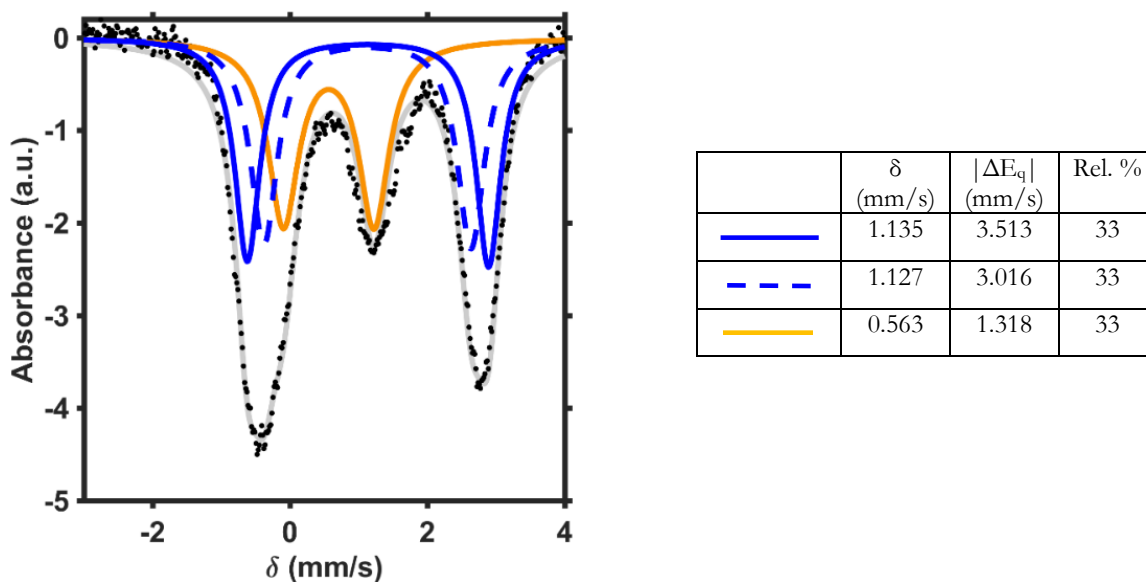 0
-1
-2
-3
-4
-5
Absorbance (a.u.)
-2 0 2 4
δ (mm/s)
δ (mm/s) |ΔEq| (mm/s) Rel. %
1.135 3.513 33
1.127 3.016 33
0.563 1.318 33